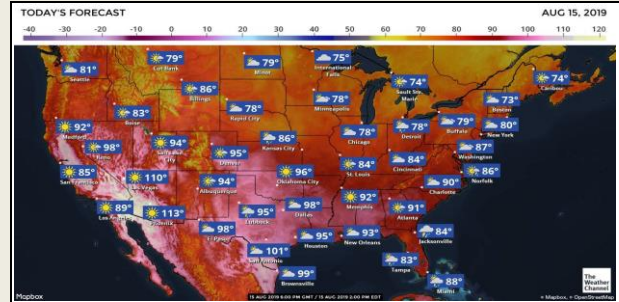 TODAY'S FORECAST
AUG 15, 2019
-40 -30 -20 -10 0 10 20 30 40 50 60 70 80 90 100 110 120
81° Seattle
79° Cut Bank
79° Minot
75° International Falls
74° Sault Ste. Marie
74° Caribou
86° Billings
78° Rapid City
78° Minneapolis
73° Boston
83° Boise
92° Medford
98° Reno
94° Salt Lake City
95° Denver
86° Kansas City
78° Chicago
78° Detroit
79° Buffalo
80° New York
87° Washington
85° San Francisco
110° Las Vegas
94° Albuquerque
96° Oklahoma City
84° St. Louis
84° Cincinnati
90° Charlotte
86° Norfolk
89° Los Angeles
113° Phoenix
98° El Paso
95° Lubbock
98° Dallas
92° Memphis
91° Atlanta
101° San Antonio
95° Houston
93° New Orleans
84° Jacksonville
99° Brownsville
83° Tampa
88° Miami
The
Weather
Channel
Mapbox
15 AUG 2019 6:00 PM GMT / 15 AUG 2019 2:00 PM EDT
© Mapbox, © OpenStreetMap